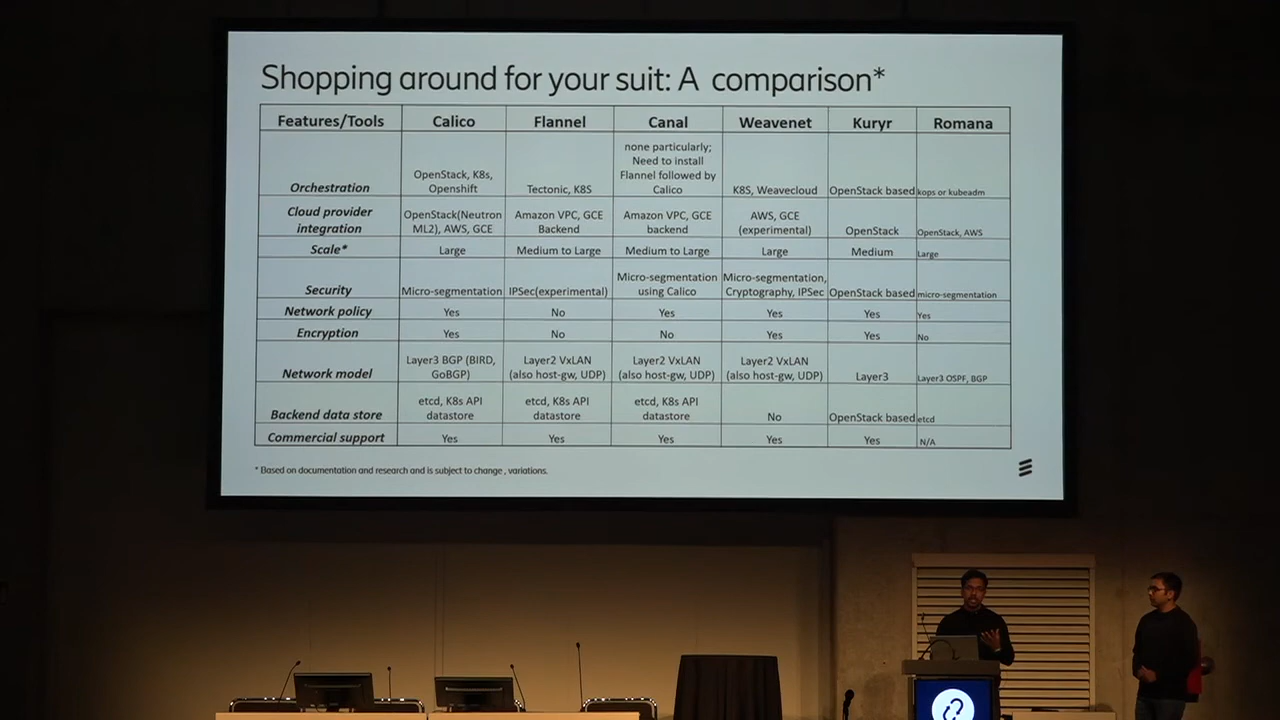 Shopping around for your suit: A comparison*
Features/Tools Calico Flannel Canal Weavenet Kuryr Romana
Orchestration
OpenStack, K8s,
Openshift
Tectonic, K8S
none particularly;
Need to install
Flannel followed by
Calico
K8S, Weavecloud
OpenStack based
kops or kubeadm
Cloud provider
integration
OpenStack(Neutron
ML2), AWS, GCE
Amazon VPC, GCE
Backend
Amazon VPC, GCE
backend
AWS, GCE
(experimental)
OpenStack
OpenStack, AWS
Scale* Large Medium to Large Medium to Large Large Medium Large
Security
Micro-segmentation
IPSec(experimental)
Micro-segmentation
using Calico
Micro-segmentation,
Cryptography, IPSec
OpenStack based
micro-segmentation
Network policy Yes No Yes Yes Yes Yes
Encryption Yes No No Yes Yes No
Network model
Layer3 BGP (BIRD,
GoBGP)
Layer2 VxLAN
(also host-gw, UDP)
Layer2 VxLAN
(also host-gw, UDP)
Layer2 VxLAN
(also host-gw, UDP)
Layer3
Layer3 OSPF, BGP
Backend data store
etcd, K8s API
datastore
etcd, K8s API
datastore
etcd, K8s API
datastore
No
OpenStack based
etcd
Commercial support Yes Yes Yes Yes Yes N/A
* Based on documentation and research and is subject to change , variations.